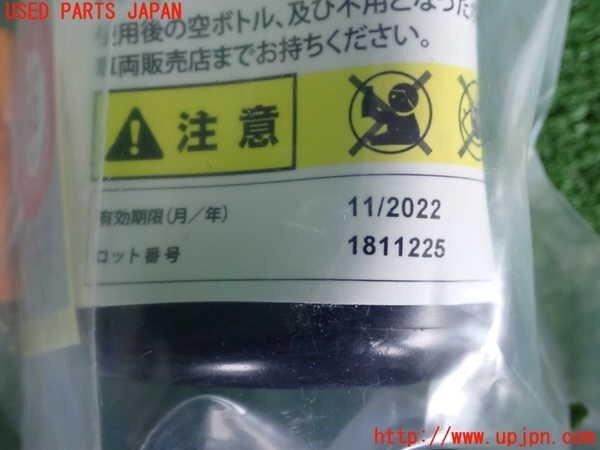 USED PARTS JAPAN
使用後の空ボトル、及び不用となった
車両販売店までお持ちください。
注 意
有効期限(月/年) 11/2022
ロット番号 1811225
http://www.upjpn.com/